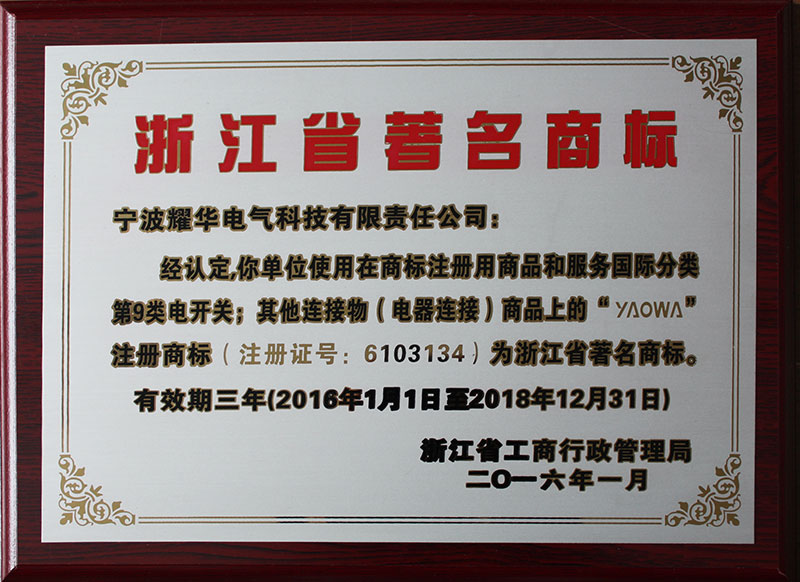 浙江省著名商标
宁波耀华电气科技有限责任公司：
经认定,你单位使用在商标注册用商品和服务国际分类
第9类电开关；其他连接物（电器连接）商品上的“YAOWA”
注册商标（注册证号：6103134）为浙江省著名商标。
有效期三年(2016年1月1日至2018年12月31日)
浙江省工商行政管理局
二O一六年一月